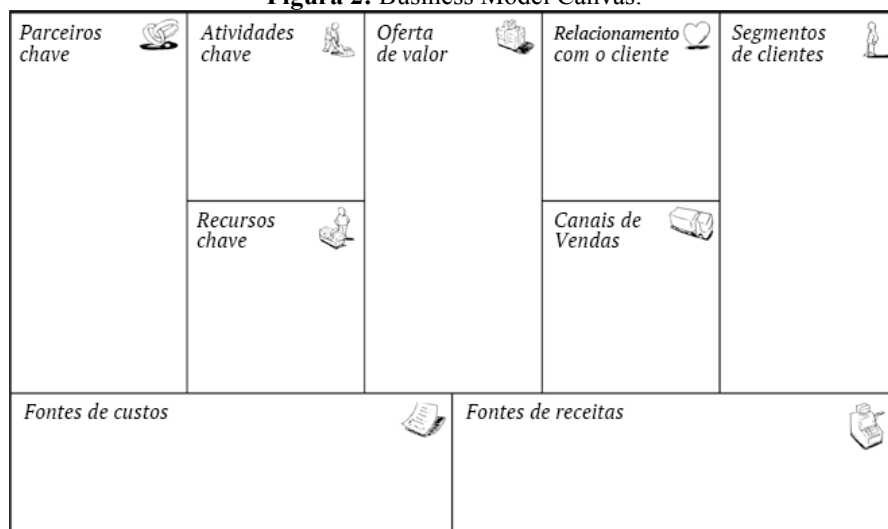 Figura 2: Business Model Canvas.
Parceiros
chave
Atividades
chave
Oferta
de valor
Relacionamento
com o cliente
Segmentos
de clientes
Recursos
chave
Canais de
Vendas
Fontes de custos
Fontes de receitas